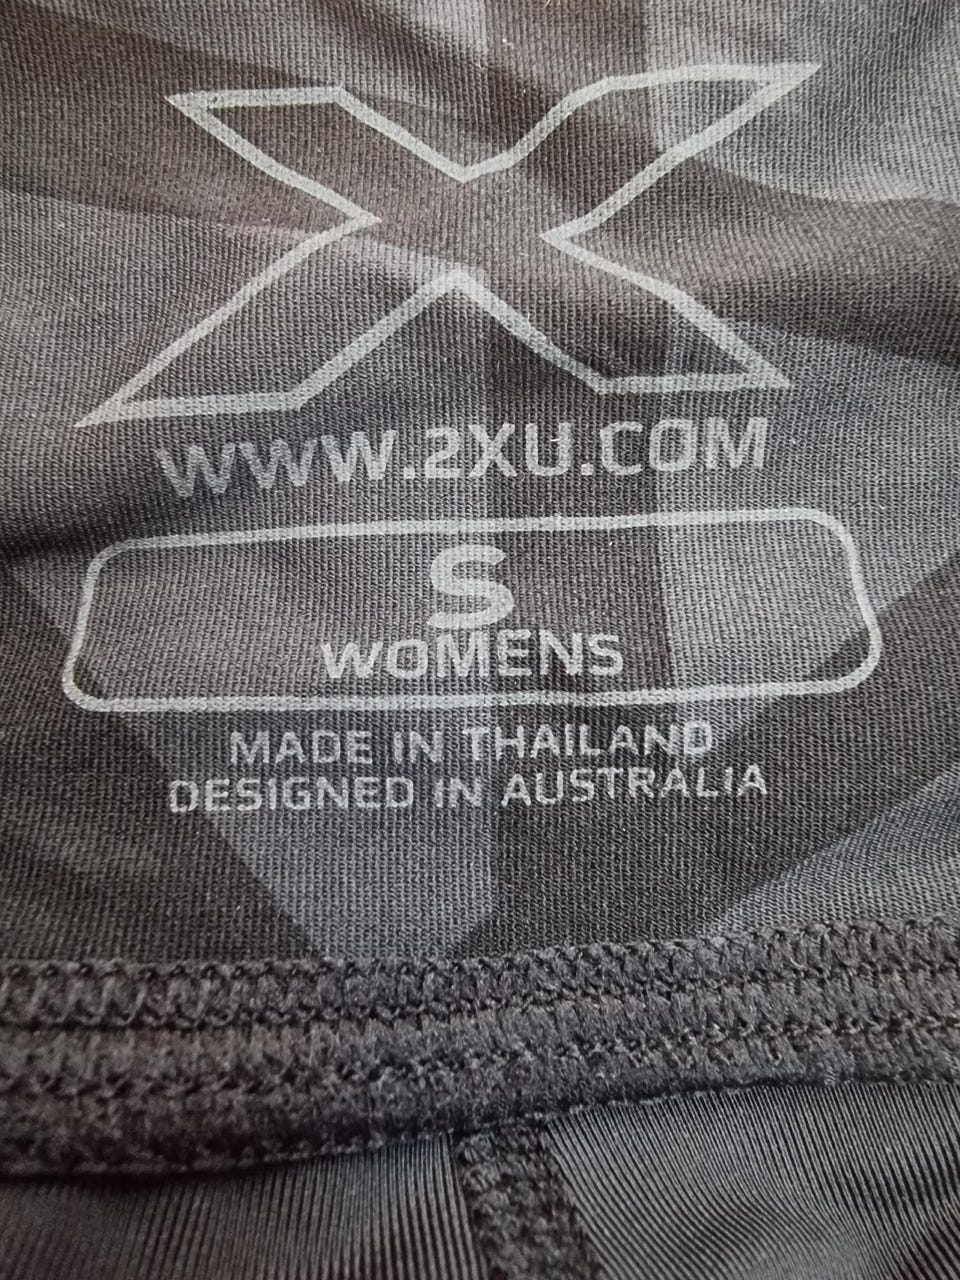 X
WWW.2XU.COM
S
WOMENS
MADE IN THAILAND
DESIGNED IN AUSTRALIA